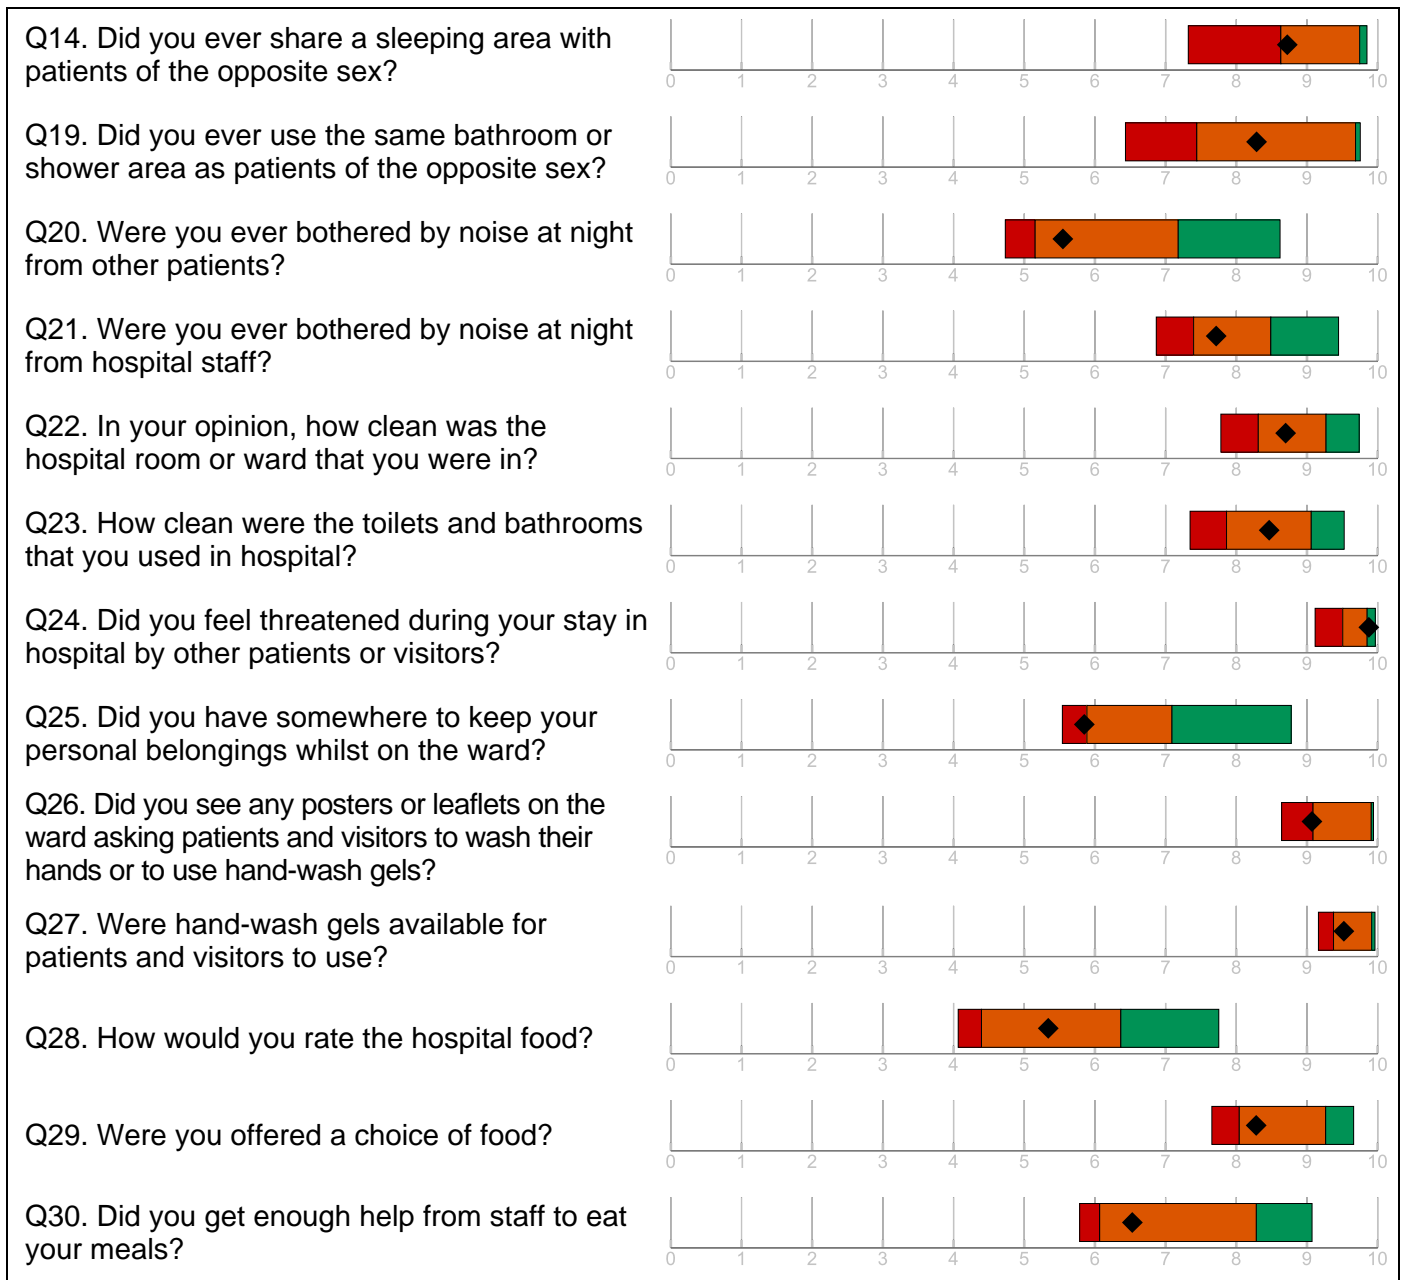 Q14. Did you ever share a sleeping area with
patients of the opposite sex?
0 1 2 3 4 5 6 7 8 9 10
Q19. Did you ever use the same bathroom or
shower area as patients of the opposite sex?
0 1 2 3 4 5 6 7 8 9 10
Q20. Were you ever bothered by noise at night
from other patients?
0 1 2 3 4 5 6 7 8 9 10
Q21. Were you ever bothered by noise at night
from hospital staff?
0 1 2 3 4 5 6 7 8 9 10
Q22. In your opinion, how clean was the
hospital room or ward that you were in?
0 1 2 3 4 5 6 7 8 9 10
Q23. How clean were the toilets and bathrooms
that you used in hospital?
0 1 2 3 4 5 6 7 8 9 10
Q24. Did you feel threatened during your stay in
hospital by other patients or visitors?
0 1 2 3 4 5 6 7 8 9 10
Q25. Did you have somewhere to keep your
personal belongings whilst on the ward?
0 1 2 3 4 5 6 7 8 9 10
Q26. Did you see any posters or leaflets on the
ward asking patients and visitors to wash their
hands or to use hand-wash gels?
0 1 2 3 4 5 6 7 8 9 10
Q27. Were hand-wash gels available for
patients and visitors to use?
0 1 2 3 4 5 6 7 8 9 10
Q28. How would you rate the hospital food?
0 1 2 3 4 5 6 7 8 9 10
Q29. Were you offered a choice of food?
0 1 2 3 4 5 6 7 8 9 10
Q30. Did you get enough help from staff to eat
your meals?
0 1 2 3 4 5 6 7 8 9 10